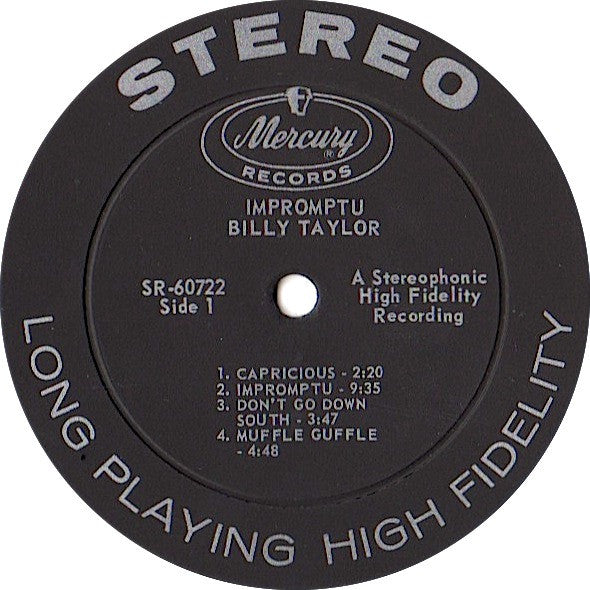 STEREO
Mercury®
RECORDS
IMPROMPTU
BILLY TAYLOR
SR-60722
Side 1
A Stereophonic
High Fidelity
Recording
1. CAPRICIOUS - 2:20
2. IMPROMPTU - 9:35
3. DON'T GO DOWN
SOUTH - 3:47
4. MUFFLE GUFFLE
- 4:48
LONG PLAYING HIGH FIDELITY